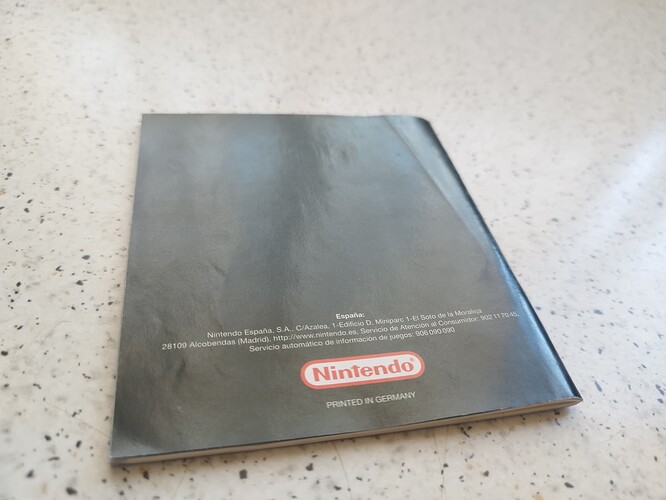 España:
Nintendo España, S.A., C/Azalea, 1-Edificio D, Miniparc 1-El Soto de la Moraleja
28109 Alcobendas (Madrid), http://www.nintendo.es, Servicio de Atención al Consumidor: 902 11 70 45,
Servicio automático de información de juegos: 906 090 090
Nintendo®
PRINTED IN GERMANY